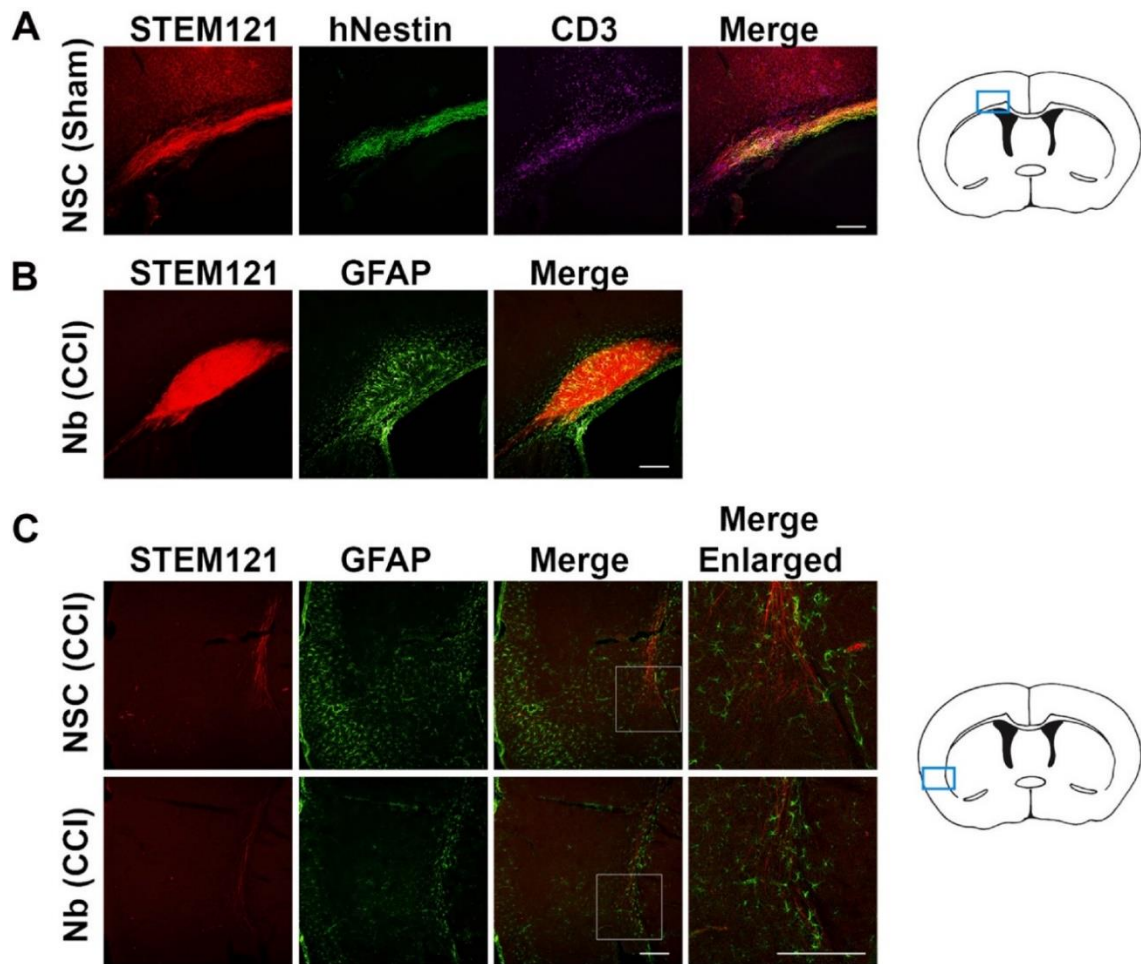 A
STEM121 hNestin CD3 Merge
NSC (Sham)
B
STEM121 GFAP Merge
Nb (CCI)
C
Merge
STEM121 GFAP Merge Enlarged
NSC (CCI)
Nb (CCI)